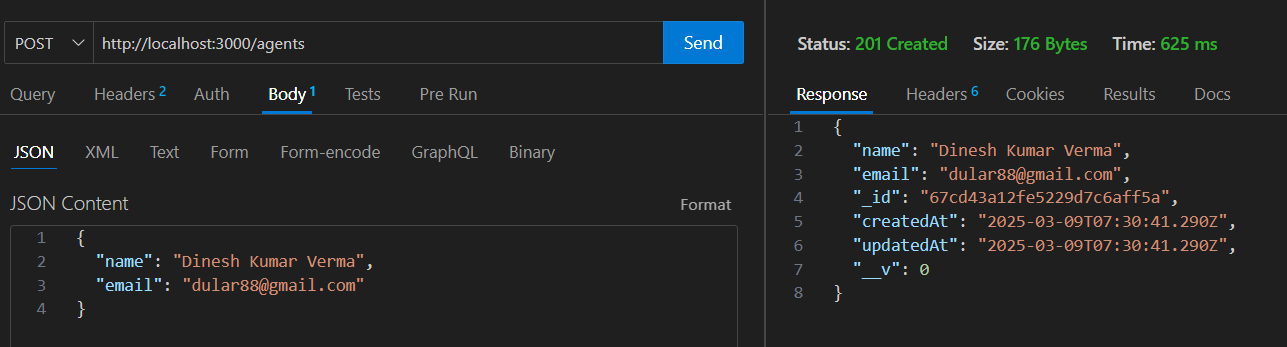 POST http://localhost:3000/agents Send
Query Headers 2 Auth Body 1 Tests Pre Run
JSON XML Text Form Form-encode GraphQL Binary
JSON Content Format
1 {
2 "name": "Dinesh Kumar Verma",
3 "email": "dular88@gmail.com"
4 }
Status: 201 Created Size: 176 Bytes Time: 625 ms
Response Headers 6 Cookies Results Docs
1 {
2 "name": "Dinesh Kumar Verma",
3 "email": "dular88@gmail.com",
4 "_id": "67cd43a12fe5229d7c6aff5a",
5 "createdAt": "2025-03-09T07:30:41.290Z",
6 "updatedAt": "2025-03-09T07:30:41.290Z",
7 "__v": 0
8 }